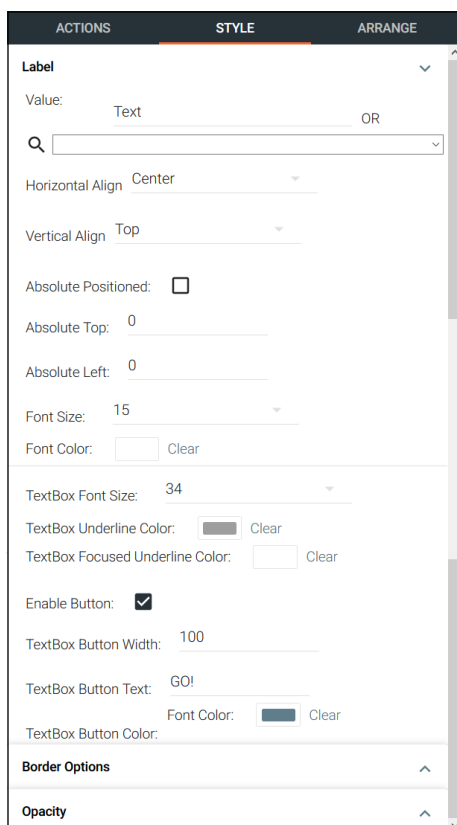 ACTIONS STYLE ARRANGE
Label
Value: Text OR
Horizontal Align Center
Vertical Align Top
Absolute Positioned:
Absolute Top: 0
Absolute Left: 0
Font Size: 15
Font Color: Clear
TextBox Font Size: 34
TextBox Underline Color: Clear
TextBox Focused Underline Color: Clear
Enable Button:
TextBox Button Width: 100
TextBox Button Text: GO!
Font Color: Clear
TextBox Button Color:
Border Options
Opacity